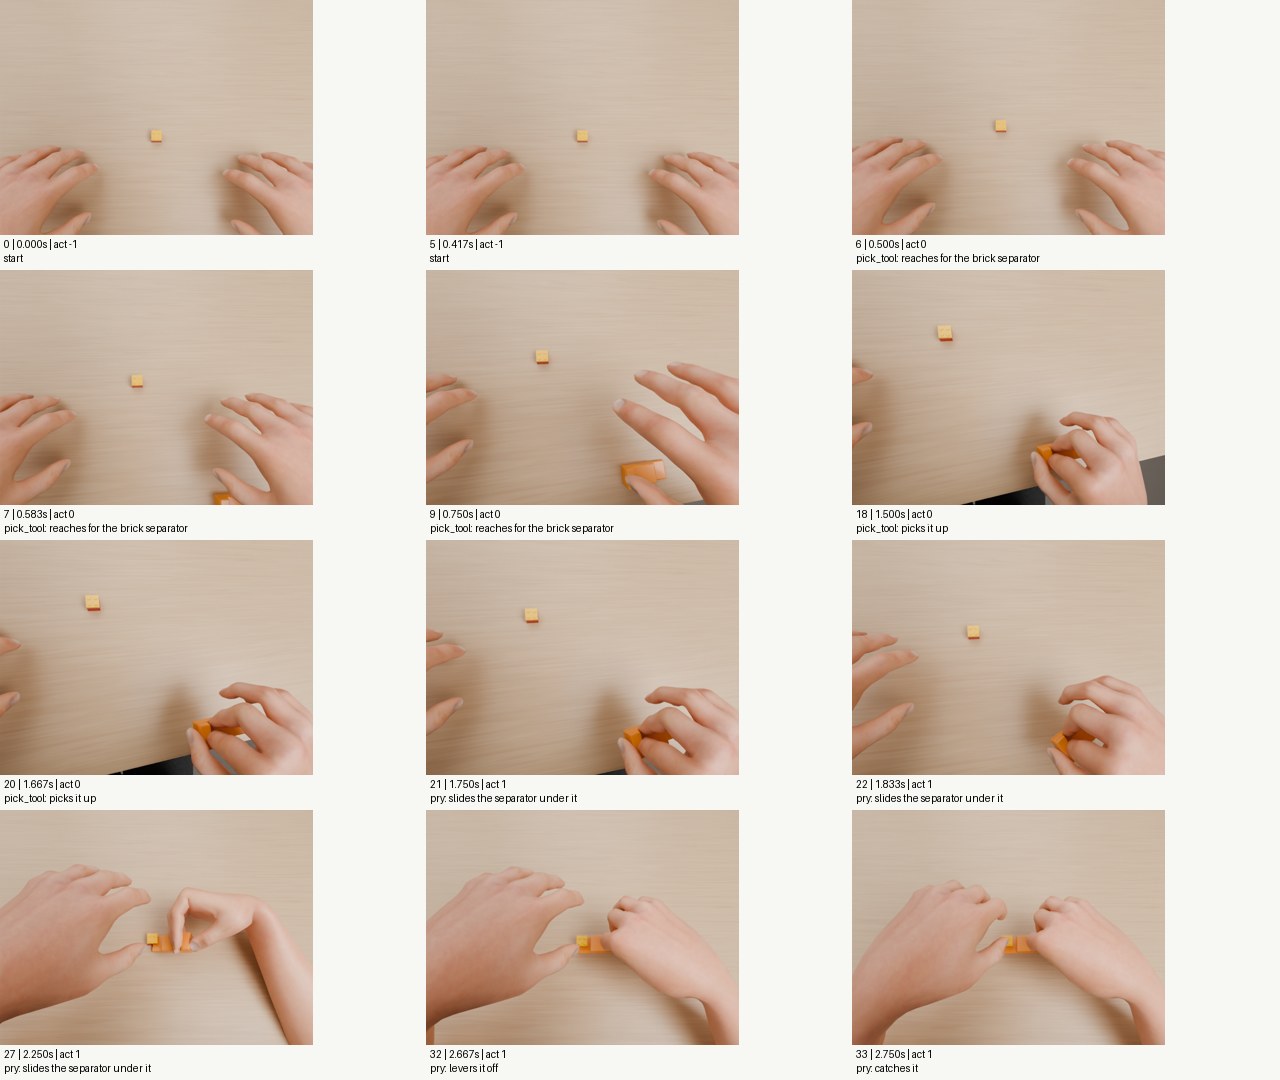 0 | 0.000s | act -1
start
5 | 0.417s | act -1
start
6 | 0.500s | act 0
pick_tool: reaches for the brick separator
7 | 0.583s | act 0
pick_tool: reaches for the brick separator
9 | 0.750s | act 0
pick_tool: reaches for the brick separator
18 | 1.500s | act 0
pick_tool: picks it up
20 | 1.667s | act 0
pick_tool: picks it up
21 | 1.750s | act 1
pry: slides the separator under it
22 | 1.833s | act 1
pry: slides the separator under it
27 | 2.250s | act 1
pry: slides the separator under it
32 | 2.667s | act 1
pry: levers it off
33 | 2.750s | act 1
pry: catches it